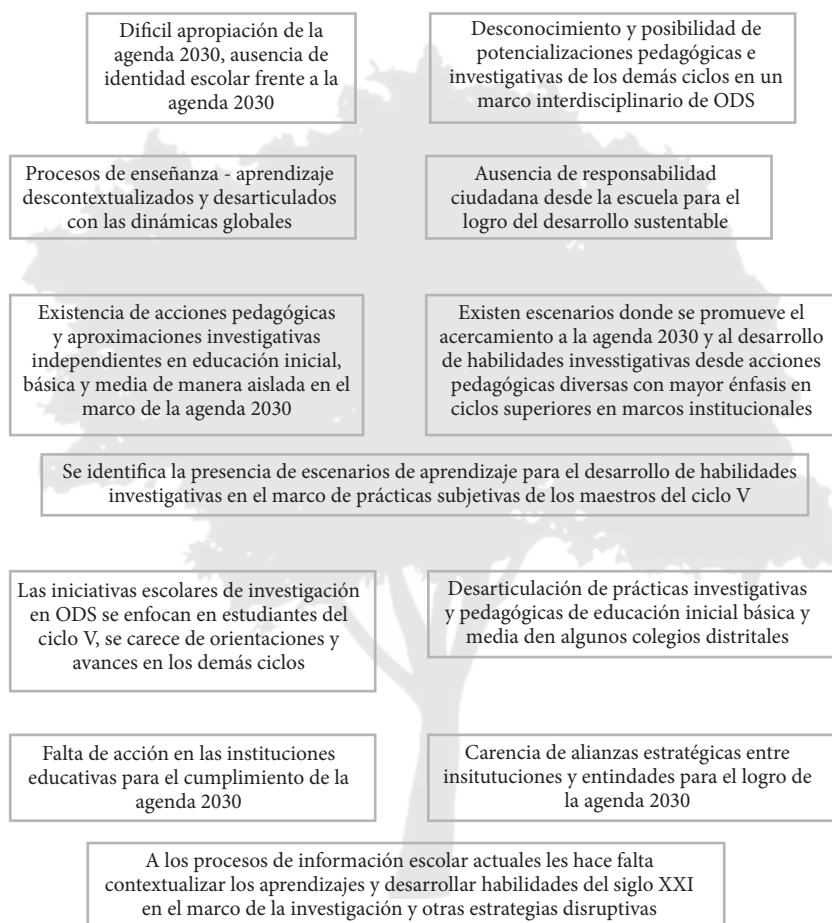 Dificil apropiación de la
agenda 2030, ausencia de
identidad escolar frente a la
agenda 2030
Desconocimiento y posibilidad de
potencializaciones pedagógicas e
investigativas de los demás ciclos en un
marco interdisciplinario de ODS
Procesos de enseñanza - aprendizaje
descontextualizados y desarticulados
con las dinámicas globales
Ausencia de responsabilidad
ciudadana desde la escuela para el
logro del desarrollo sustentable
Existencia de acciones pedagógicas
y aproximaciones investigativas
independientes en educación inicial,
básica y media de manera aislada en el
marco de la agenda 2030
Existen escenarios donde se promueve el
acercamiento a la agenda 2030 y al desarrollo
de habilidades invesstigativas desde acciones
pedagógicas diversas con mayor énfasis en
ciclos superiores en marcos institucionales
Se identifica la presencia de escenarios de aprendizaje para el desarrollo de habilidades
investigativas en el marco de prácticas subjetivas de los maestros del ciclo V
Las iniciativas escolares de investigación
en ODS se enfocan en estudiantes del
ciclo V, se carece de orientaciones y
avances en los demás ciclos
Desarticulación de prácticas investigativas
y pedagógicas de educación inicial básica y
media den algunos colegios distritales
Falta de acción en las instituciones
educativas para el cumplimiento de la
agenda 2030
Carencia de alianzas estratégicas entre
insitutuciones y entindades para el logro de
la agenda 2030
A los procesos de información escolar actuales les hace falta
contextualizar los aprendizajes y desarrollar habilidades del siglo XXI
en el marco de la investigación y otras estrategias disruptivas